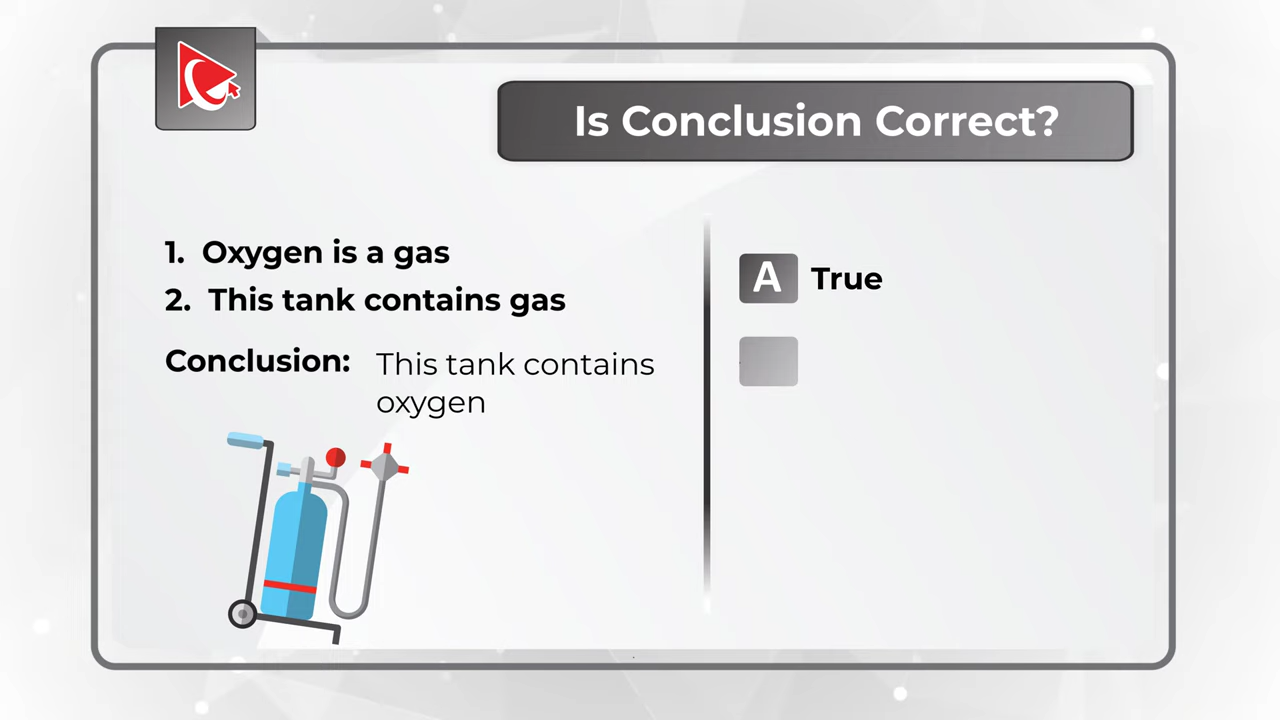 Is Conclusion Correct?
1. Oxygen is a gas
2. This tank contains gas
Conclusion: This tank contains
oxygen
A True